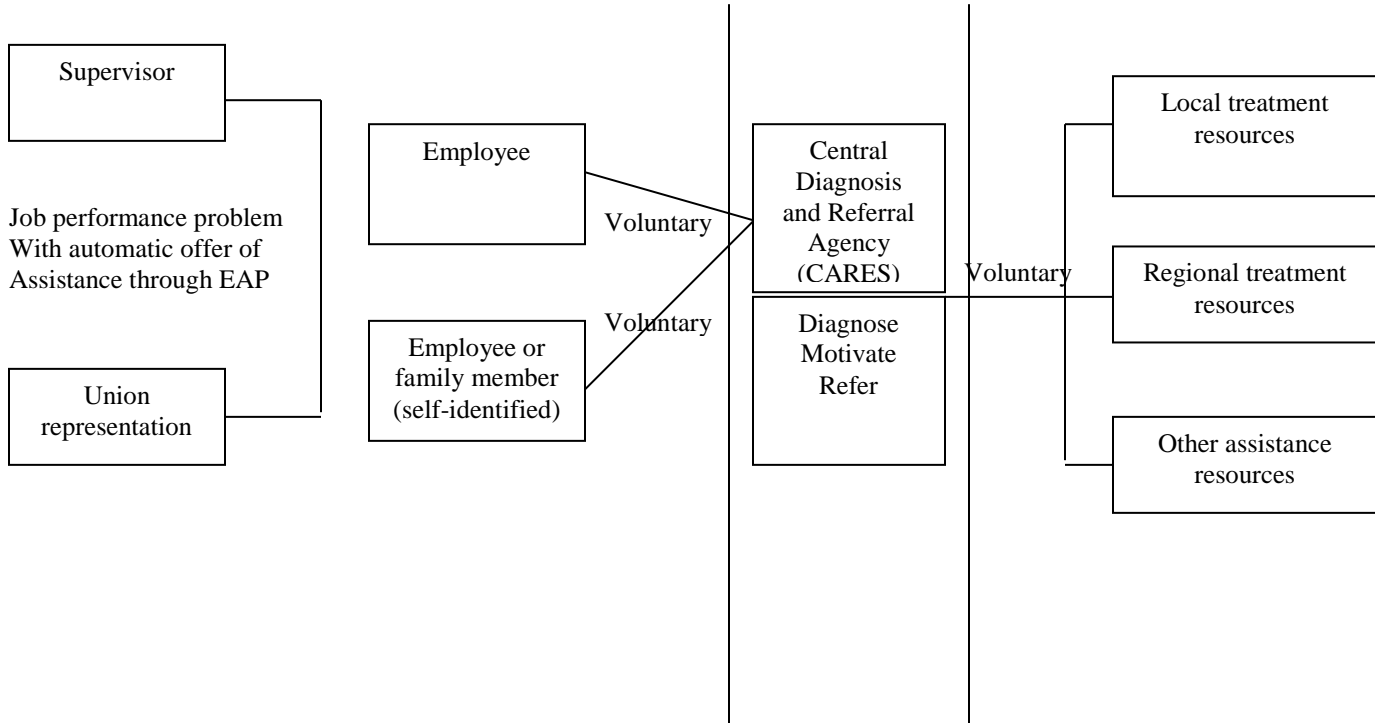 Supervisor
Job performance problem
With automatic offer of
Assistance through EAP
Union
representation
Employee
Voluntary
Employee or
family member
(self-identified)
Voluntary
Central
Diagnosis
and Referral
Agency
(CARES)
Diagnose
Motivate
Refer
Voluntary
Local treatment
resources
Regional treatment
resources
Other assistance
resources